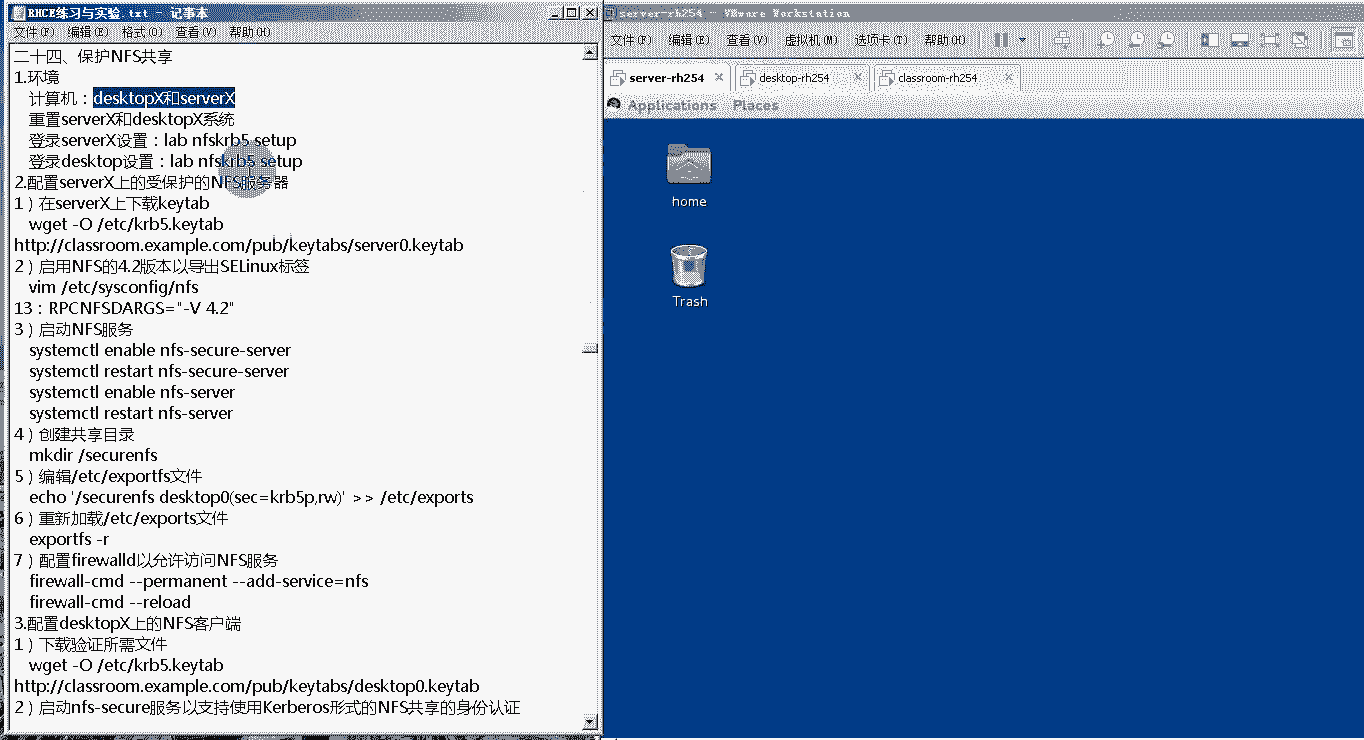 RHCE练习与实验.txt - 记事本
文件(F) 编辑(E) 格式(O) 查看(V) 帮助(H)
二十四、保护NFS共享
1.环境
计算机：desktopX和serverX
重置serverX和desktopX系统
登录serverX设置：lab nfskrb5 setup
登录desktop设置：lab nfskrb5 setup
2.配置serverX上的受保护的NFS服务器
1）在serverX上下载keytab
wget -O /etc/krb5.keytab
http://classroom.example.com/pub/keytabs/server0.keytab
2）启用NFS的4.2版本以导出SELinux标签
vim /etc/sysconfig/nfs
13：RPCNFSDARGS="-V 4.2"
3）启动NFS服务
systemctl enable nfs-secure-server
systemctl restart nfs-secure-server
systemctl enable nfs-server
systemctl restart nfs-server
4）创建共享目录
mkdir /securenfs
5）编辑/etc/exportfs文件
echo '/securenfs desktop0(sec=krb5p,rw)' >> /etc/exports
6）重新加载/etc/exports文件
exportfs -r
7）配置firewalld以允许访问NFS服务
firewall-cmd --permanent --add-service=nfs
firewall-cmd --reload
3.配置desktopX上的NFS客户端
1）下载验证所需文件
wget -O /etc/krb5.keytab
http://classroom.example.com/pub/keytabs/desktop0.keytab
2）启动nfs-secure服务以支持使用Kerberos形式的NFS共享的身份认证
server-rh254 - VMware Workstation
文件(F) 编辑(E) 查看(V) 虚拟机(M) 选项卡(T) 帮助(H)
server-rh254 desktop-rh254 classroom-rh254
Applications Places
home
Trash